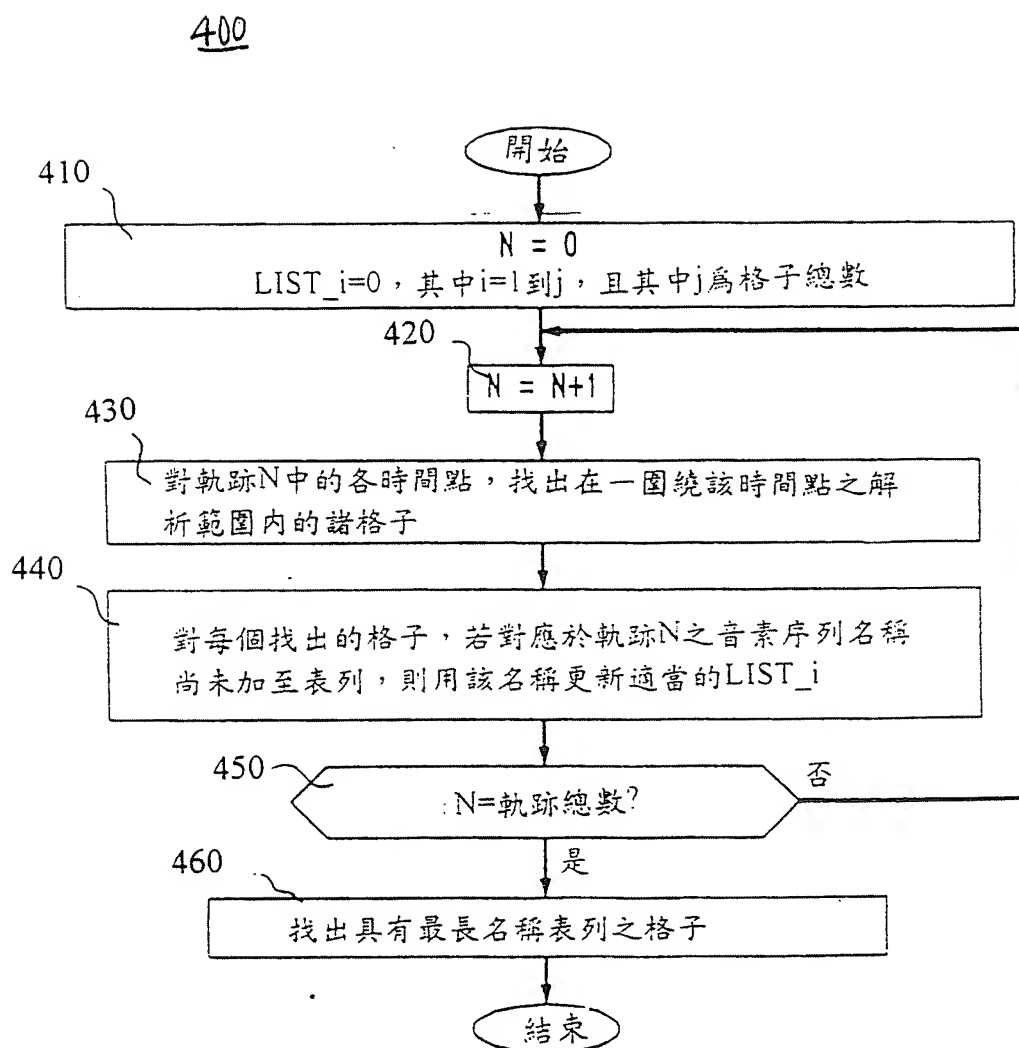 400
開始
410
N = 0
LIST_i=0，其中i=1到j，且其中j爲格子總數
420
N = N+1
430
對軌跡N中的各時間點，找出在一圍繞該時間點之解
析範圍内的諸格子
440
對每個找出的格子，若對應於軌跡N之音素序列名稱
尚未加至表列，則用該名稱更新適當的LIST_i
450
N=軌跡總數?
否
是
460
找出具有最長名稱表列之格子
結束